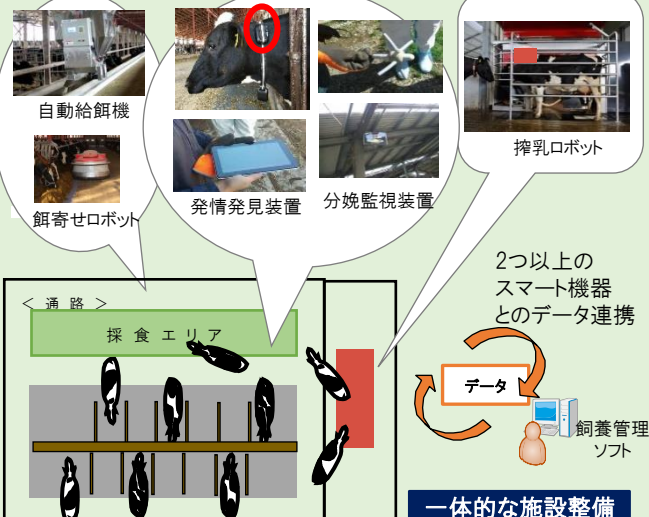 自動給餌機
餌寄せロボット
発情発見装置
分娩監視装置
搾乳ロボット
2つ以上の
スマート機器
とのデータ連携
＜ 通 路 ＞
採 食 エ リ ア
データ
飼養管理
ソフト
一体的な施設整備